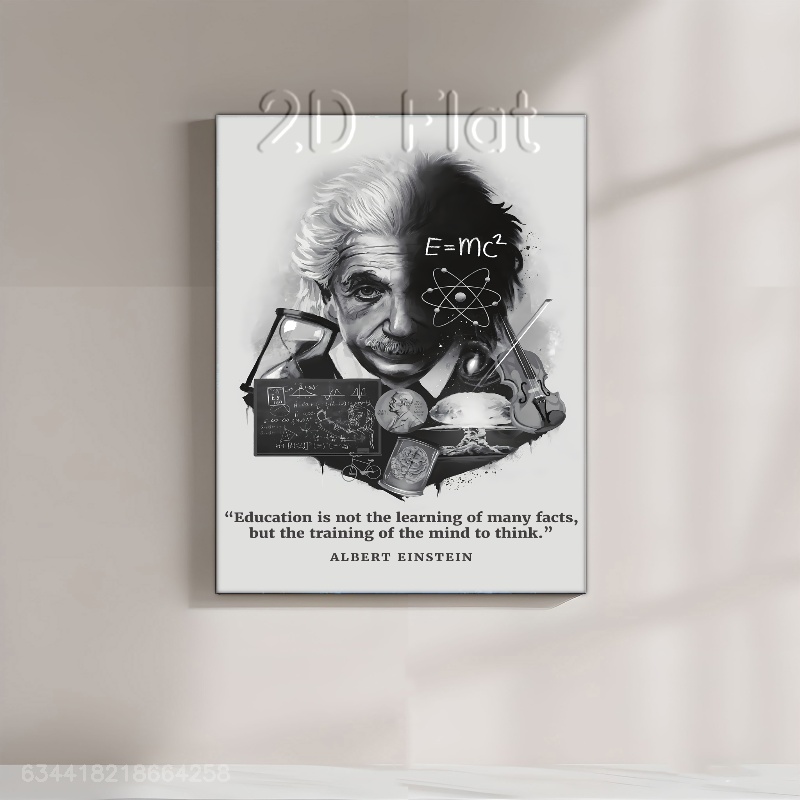 2D Flat
E=mc²
“Education is not the learning of many facts,
but the training of the mind to think.”
ALBERT EINSTEIN
634418218664258